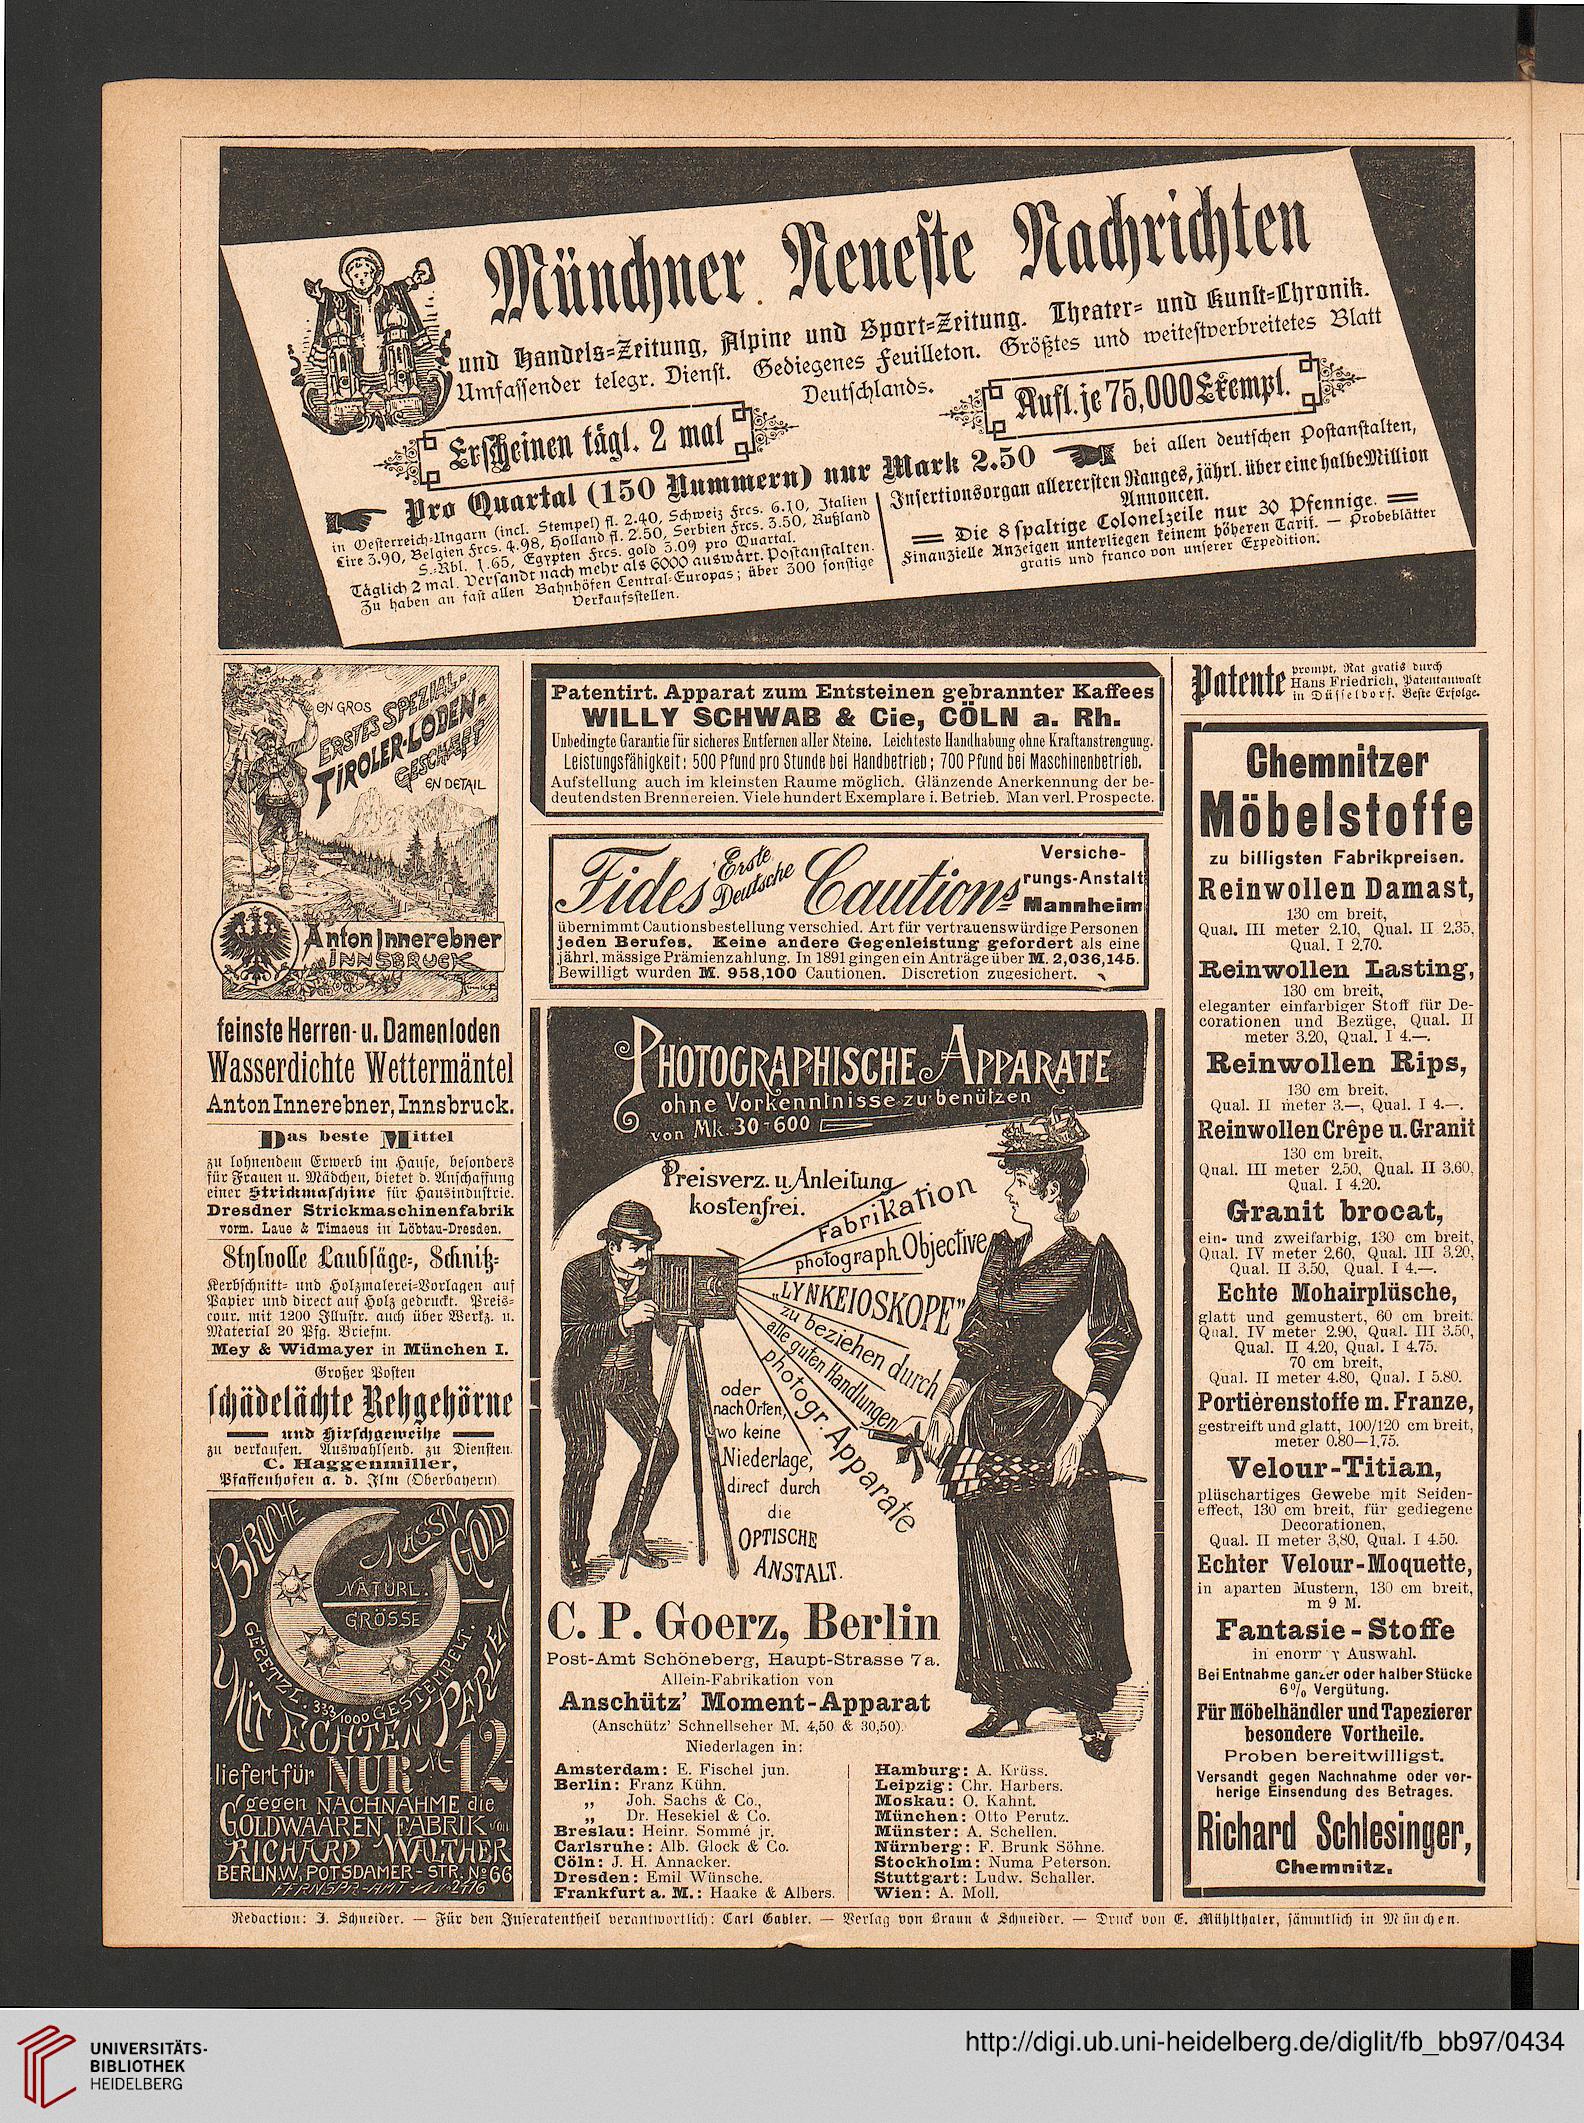 Münchner Neueste Nachrichten
und Handels-Zeitung, Alpine und Sport-Zeitung. Theater- und Kunst-Chronik.
Umfassender telegr. Dienst. Gediegenes Feuilleton. Größtes und weitestverbreitetes Blatt
Deutschlands.
Erscheinen tägl. 2 mal
Aufl. je 75,000 Exempl.
Pro Quartal (150 Nummern) nur Mark 2.50
bei allen deutschen Postanstalten,
in Oesterreich-Ungarn (incl. Stempel) fl. 2.40, Schweiz Frcs. 6.10, Italien
Lire 3.90, Belgien Frcs. 4.98, Holland fl. 2.50, Serbien Frcs. 3.50, Rußland
S.-Rbl. 1.65, Egypten Frcs. gold 3.09 pro Quartal.
Täglich 2 mal. Versandt nach mehr als 6000 auswärt. Postanstalten.
Zu haben an fast allen Bahnhöfen Central-Europas; über 300 sonstige
Verkaufsstellen.
Insertionsorgan allerersten Ranges, jährl. über eine halbe Million
Annoncen.
Die 8 spaltige Colonelzeile nur 30 Pfennige.
Finanzielle Anzeigen unterliegen keinem höheren Tarif. — Probeblätter
gratis und franco von unserer Expedition.
EN GROS
ERSTES SPEZIAL-
TIROLER-LODEN-
GESCHÄFT
EN DETAIL
Anton Innerebner
INNSBRUCK
feinste Herren- u. Damenloden
Wasserdichte Wettermäntel
Anton Innerebner, Innsbruck.
Das beste Mittel
zu lohnendem Erwerb im Hause, besonders
für Frauen u. Mädchen, bietet d. Anschaffung
einer Strickmaschine für Hausindustrie.
Dresdner Strickmaschinenfabrik
vorm. Laue & Timaeus in Löbtau-Dresden.
Stylvolle Laubsäge-, Schnitz-
Kerbschnitt- und Holzmalerei-Vorlagen auf
Papier und direct auf Holz gedruckt. Preis-
cour. mit 1200 Illustr. auch über Werkz. u.
Material 20 Pfg. Briefm.
Mey & Widmayer in München I.
Großer Posten
schädelächte Rehgehörne
und Hirschgeweihe
zu verkaufen. Auswahlsend. zu Diensten.
C. Haggenmiller,
Pfaffenhofen a. d. Ilm (Oberbayern)
BROCHE
MASSIV
GOLD
NATÜRL.
GRÖSSE
GESETZL. 333/1000 GESTEMPELT.
MIT ECHTEN PERLEN
liefert für NUR M 12
gegen NACHNAHME die
GOLDWAAREN FABRIK von
RICHARD WALTHER
BERLIN.W, POTSDAMER-STR. No 66
Patentirt. Apparat zum Entsteinen gebrannter Kaffees
WILLY SCHWAB & Cie, CÖLN a. Rh.
Unbedingte Garantie für sicheres Entfernen aller Steine. Leichteste Handhabung ohne Kraftanstrengung.
Leistungsfähigkeit: 500 Pfund pro Stunde bei Handbetrieb; 700 Pfund bei Maschinenbetrieb.
Aufstellung auch im kleinsten Raume möglich. Glänzende Anerkennung der be-
deutendsten Brennereien. Viele hundert Exemplare i. Betrieb. Man verl. Prospecte.
Fides Erste Deutsche Cautions-
Versiche-
rungs-Anstalt
Mannheim
übernimmt Cautionsbestellung verschied. Art für vertrauenswürdige Personen
jeden Berufes. Keine andere Gegenleistung gefordert als eine
jährl. mässige Prämienzahlung. In 1891 gingen ein Anträge über M. 2,036,145.
Bewilligt wurden M. 958,100 Cautionen. Discretion zugesichert.
PHOTOGRAPHISCHE APPARATE
ohne Vorkenntnisse zu benützen
von Mk. 30-600
Preisverz. u. Anleitung
kostenfrei.
Fabrikation
photograph. Objective
„LYNKEIOSKOPE”
zu beziehen durch
alle guten Handlungen
photogr. Apparate
oder
nach Orten,
wo keine
Niederlage,
direct durch
die
OPTISCHE
ANSTALT.
C. P. Goerz, Berlin
Post-Amt Schöneberg, Haupt-Strasse 7a.
Allein-Fabrikation von
Anschütz’ Moment-Apparat
(Anschütz’ Schnellseher M. 4,50 & 30,50).
Niederlagen in:
Amsterdam: E. Fischel jun.
Berlin: Franz Kühn.
„ Joh. Sachs & Co.,
„ Dr. Hesekiel & Co.
Breslau: Heinr. Sommé jr.
Carlsruhe: Alb. Glock & Co.
Cöln: J. H. Annacker.
Dresden: Emil Wünsche.
Frankfurt a. M.: Haake & Albers.
Hamburg: A. Krüss.
Leipzig: Chr. Harbers.
Moskau: O. Kahnt.
München: Otto Perutz.
Münster: A. Schellen.
Nürnberg: F. Brunk Söhne.
Stockholm: Numa Peterson.
Stuttgart: Ludw. Schaller.
Wien: A. Moll.
Patente prompt, Rat gratis durch
Hans Friedrich, Patentanwalt
in Düsseldorf. Beste Erfolge.
Chemnitzer
Möbelstoffe
zu billigsten Fabrikpreisen.
Reinwollen Damast,
130 cm breit,
Qual. III meter 2.10, Qual. II 2.35,
Qual. I 2.70.
Reinwollen Lasting,
130 cm breit,
eleganter einfarbiger Stoff für De-
corationen und Bezüge, Qual. II
meter 3.20, Qual. I 4.—.
Reinwollen Rips,
130 cm breit,
Qual. II meter 3.—, Qual. I 4.—.
Reinwollen Crêpe u. Granit
130 cm breit,
Qual. III meter 2.50, Qual. II 3.60,
Qual. I 4.20.
Granit brocat,
ein- und zweifarbig, 130 cm breit,
Qual. IV meter 2.60, Qual. III 3.20,
Qual. II 3.50, Qual. I 4.—.
Echte Mohairplüsche,
glatt und gemustert, 60 cm breit.
Qual. IV meter 2.90, Qual. III 3.50,
Qual. II 4.20, Qual. I 4.75.
70 cm breit,
Qual. II meter 4.80, Qual. I 5.80.
Portièrenstoffe m. Franze,
gestreift und glatt, 100/120 cm breit,
meter 0.80—1.75.
Velour-Titian,
plüschartiges Gewebe mit Seiden-
effect, 130 cm breit, für gediegene
Decorationen,
Qual. II meter 3,80, Qual. I 4.50.
Echter Velour-Moquette,
in aparten Mustern, 130 cm breit,
m 9 M.
Fantasie-Stoffe
in enorm Auswahl.
Bei Entnahme ganzer oder halber Stücke
6% Vergütung.
Für Möbelhändler und Tapezierer
besondere Vortheile.
Proben bereitwilligst.
Versandt gegen Nachnahme oder vor-
herige Einsendung des Betrages.
Richard Schlesinger,
Chemnitz.
Redaction: J. Schneider. — Für den Inseratentheil verantwortlich: Carl Gabler. — Verlag von Braun & Schneider. — Druck von E. Mühlthaler, sämmtlich in München.
UNIVERSITÄTS-
BIBLIOTHEK
HEIDELBERG
http://digi.ub.uni-heidelberg.de/diglit/fb_bb97/0434